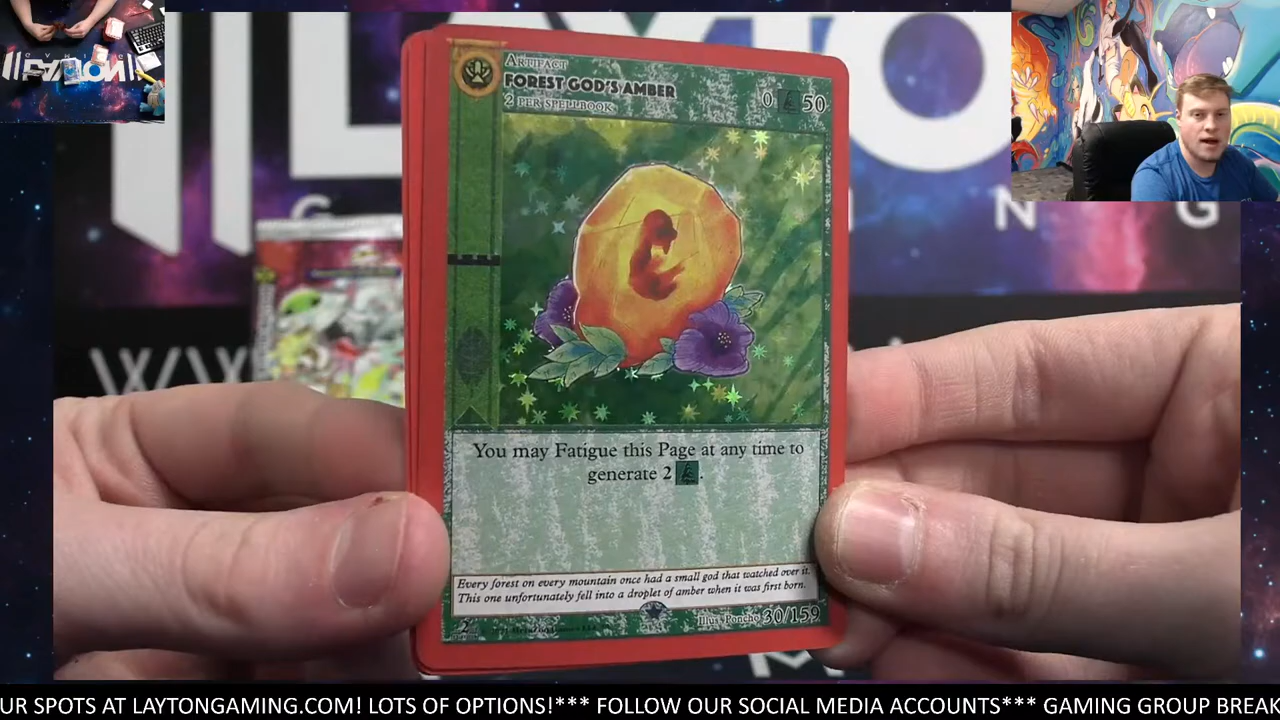 ARTIFACT
FOREST GOD'S AMBER
2 PER SPELLBOOK
0 50
You may Fatigue this Page at any time to
generate 2 .
Every forest on every mountain once had a small god that watched over it.
This one unfortunately fell into a droplet of amber when it was first born.
Illus. Poncho 30/159
G N G
UR SPOTS AT LAYTONGAMING.COM! LOTS OF OPTIONS!*** FOLLOW OUR SOCIAL MEDIA ACCOUNTS*** GAMING GROUP BREAK